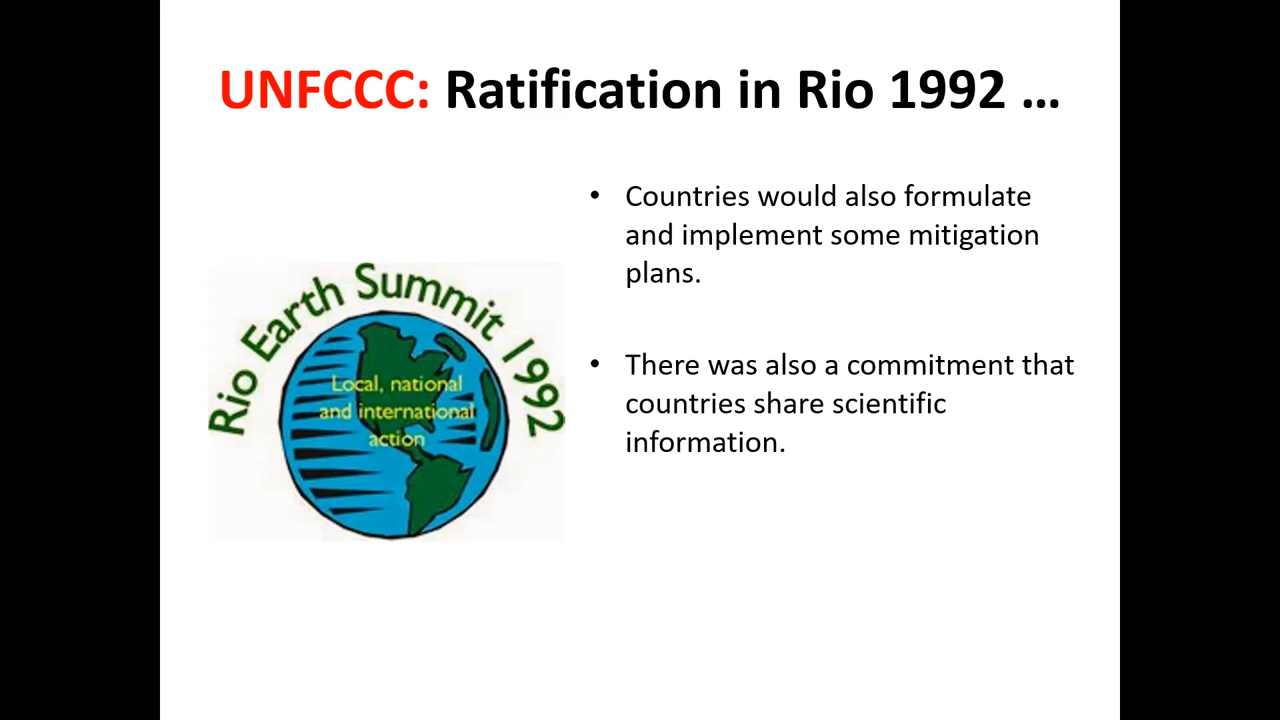 UNFCCC: Ratification in Rio 1992 ...
Rio Earth Summit 1992
Local, national
and international
action
• Countries would also formulate
and implement some mitigation
plans.
• There was also a commitment that
countries share scientific
information.